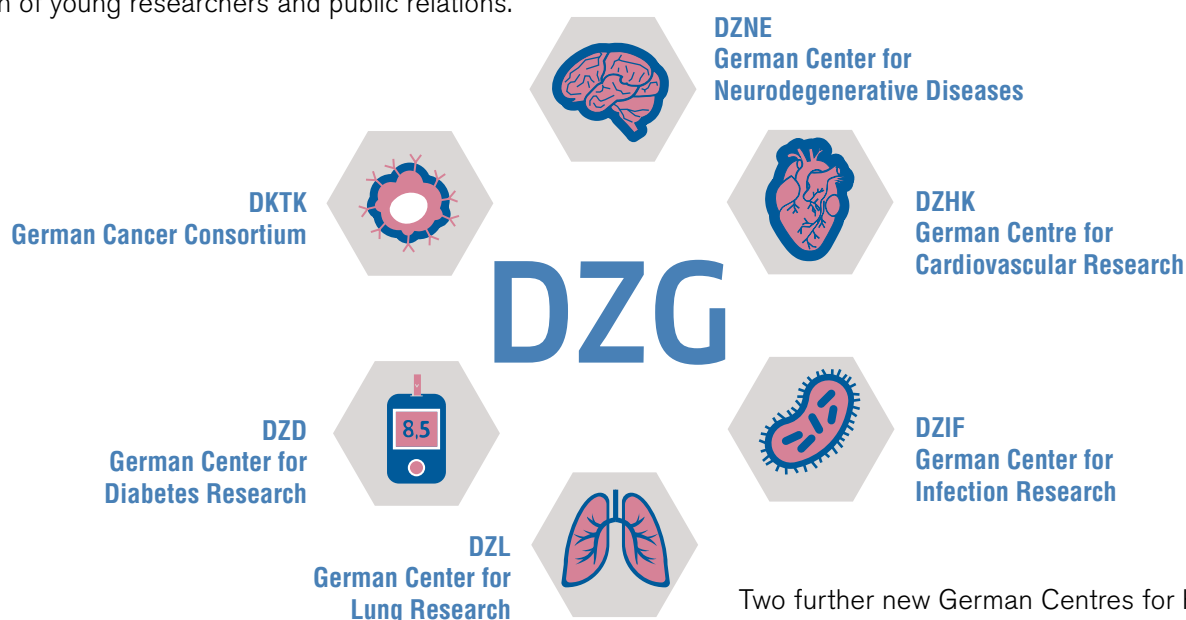 of young researchers and public relations.
DZNE
German Center for
Neurodegenerative Diseases
DKTK
German Cancer Consortium
DZHK
German Centre for
Cardiovascular Research
DZG
8,5
DZD
German Center for
Diabetes Research
DZIF
German Center for
Infection Research
DZL
German Center for
Lung Research
Two further new German Centres for